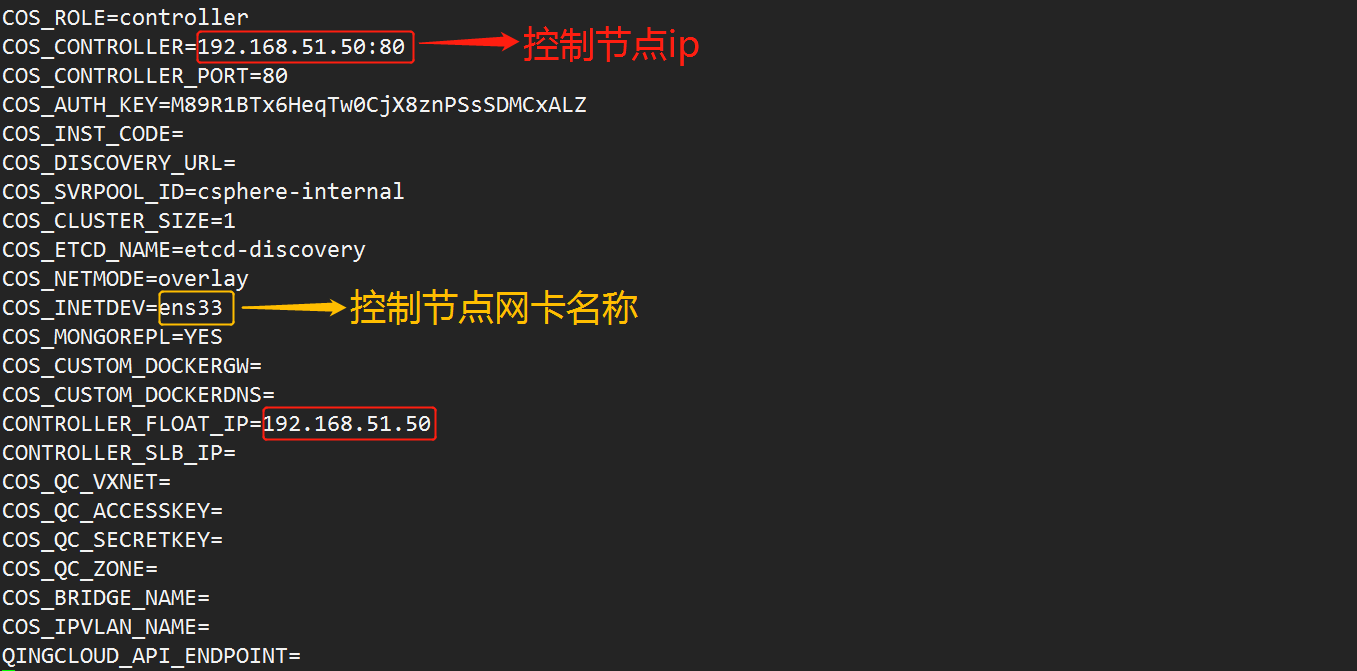 COS_ROLE=controller
COS_CONTROLLER=192.168.51.50:80 控制节点ip
COS_CONTROLLER_PORT=80
COS_AUTH_KEY=M89R1BTx6HeqTw0CjX8znPSsSDMCxALZ
COS_INST_CODE=
COS_DISCOVERY_URL=
COS_SVRPOOL_ID=csphere-internal
COS_CLUSTER_SIZE=1
COS_ETCD_NAME=etcd-discovery
COS_NETMODE=overlay
COS_INETDEV=ens33 控制节点网卡名称
COS_MONGOREPL=YES
COS_CUSTOM_DOCKERGW=
COS_CUSTOM_DOCKERDNS=
CONTROLLER_FLOAT_IP=192.168.51.50
CONTROLLER_SLB_IP=
COS_QC_VXNET=
COS_QC_ACCESSKEY=
COS_QC_SECRETKEY=
COS_QC_ZONE=
COS_BRIDGE_NAME=
COS_IPVLAN_NAME=
QINGCLOUD_API_ENDPOINT=